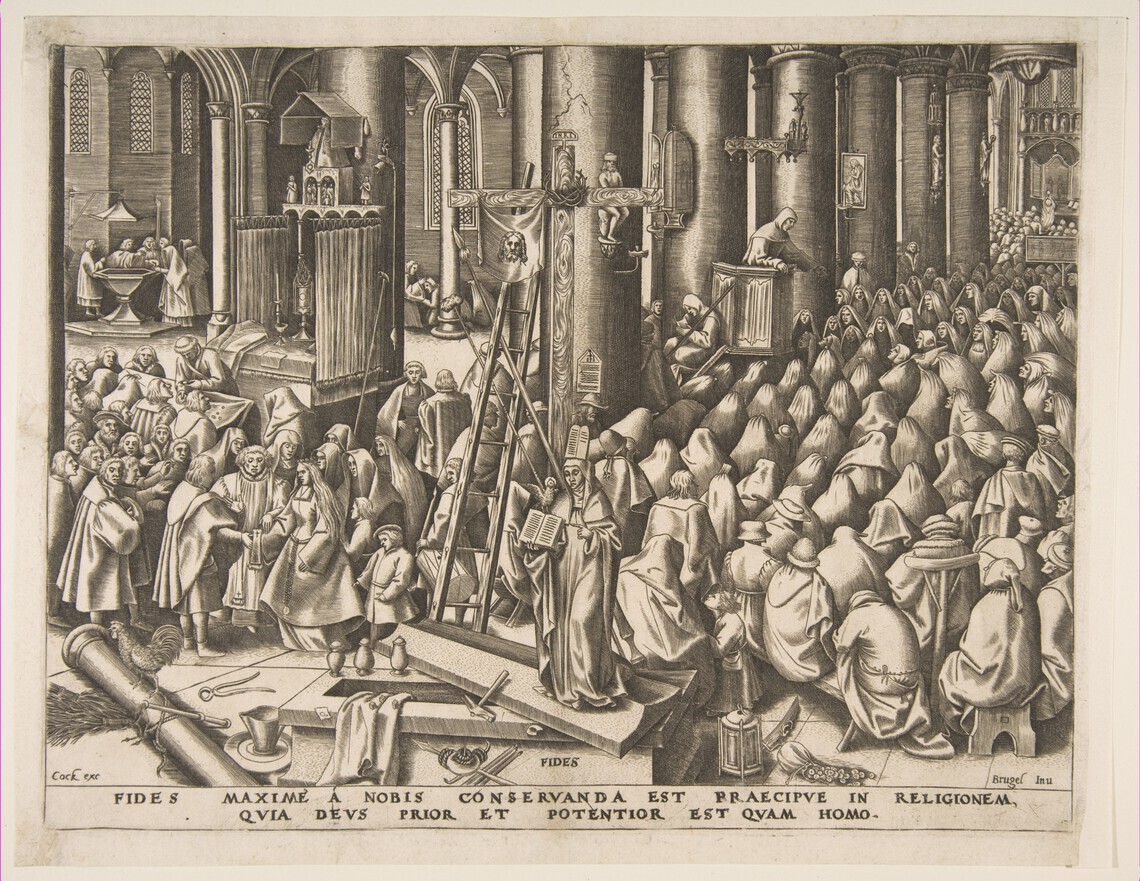 FIDES
Cock exc
Brugel Inu
FIDES MAXIMÈ Á NOBIS CONSERVANDA EST PRAECIPVE IN RELIGIONEM,
QVIA DEVS PRIOR ET POTENTIOR EST QVAM HOMO.